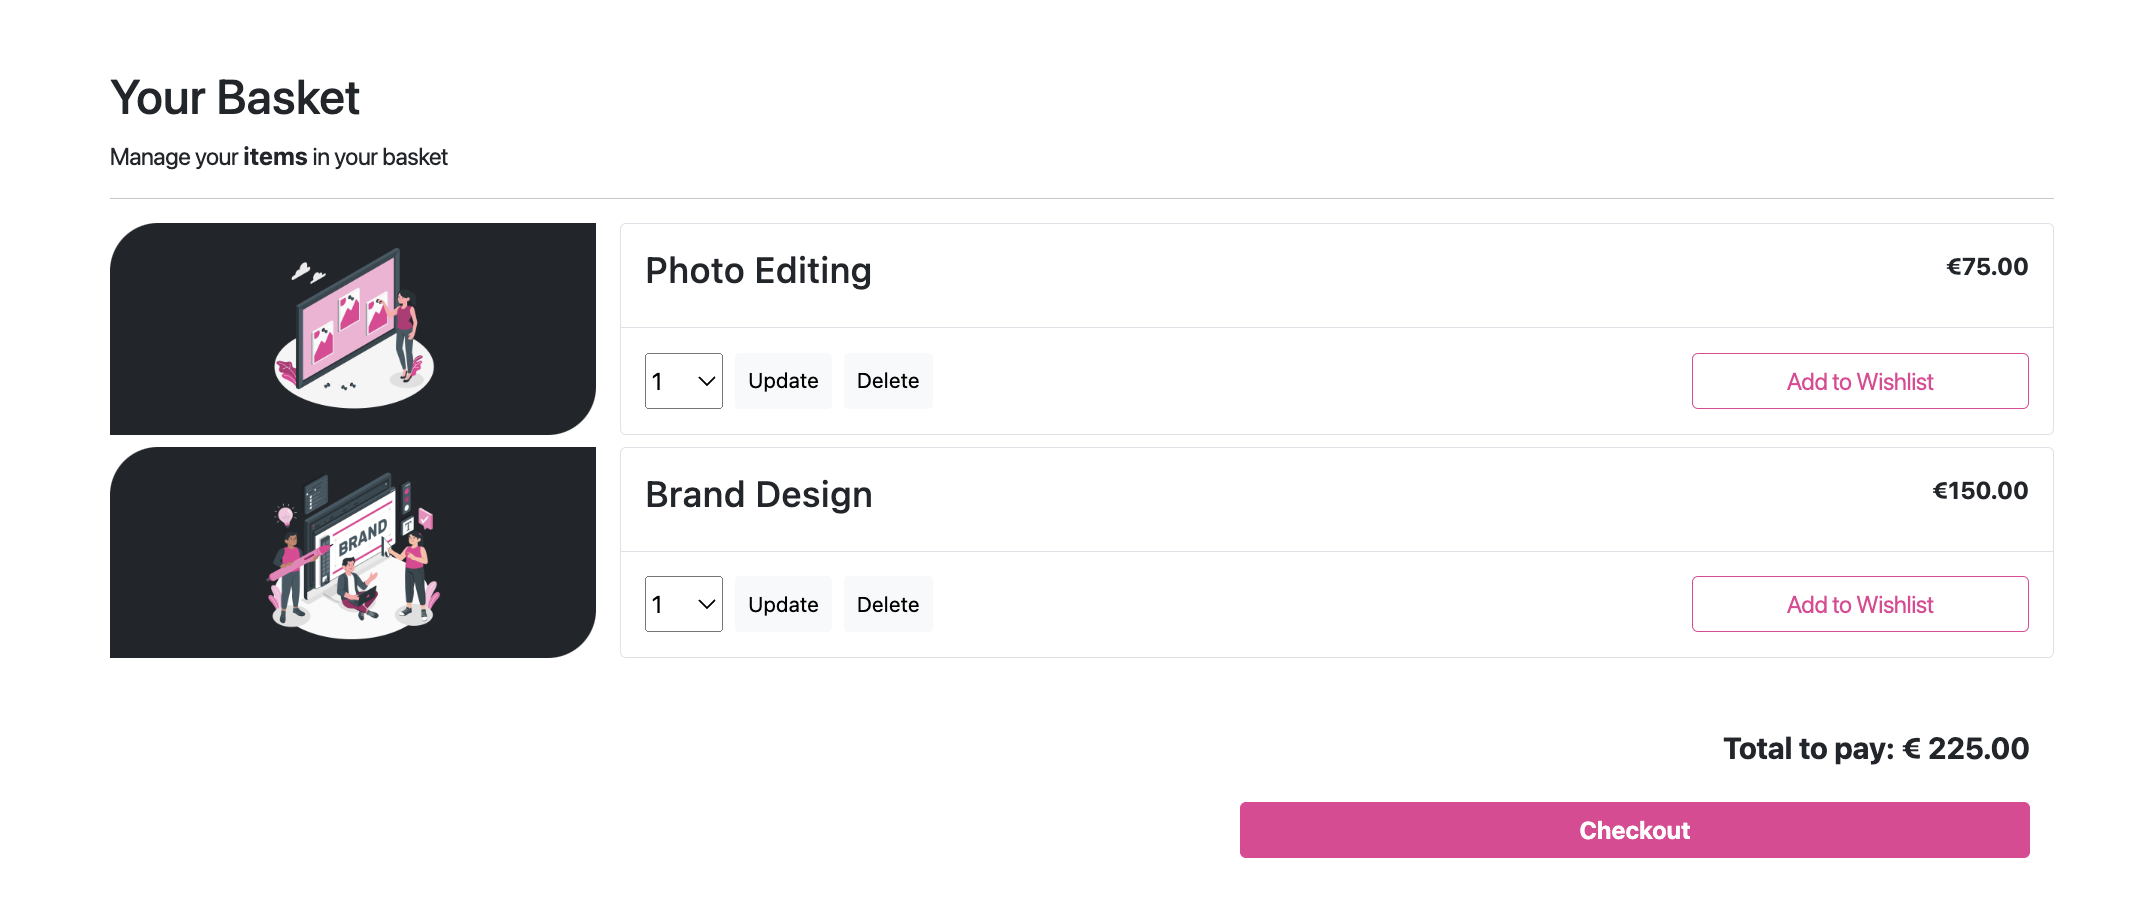 Your Basket
Manage your items in your basket
Photo Editing
€75.00
1
Update
Delete
Add to Wishlist
BRAND
T
Brand Design
€150.00
1
Update
Delete
Add to Wishlist
Total to pay: € 225.00
Checkout